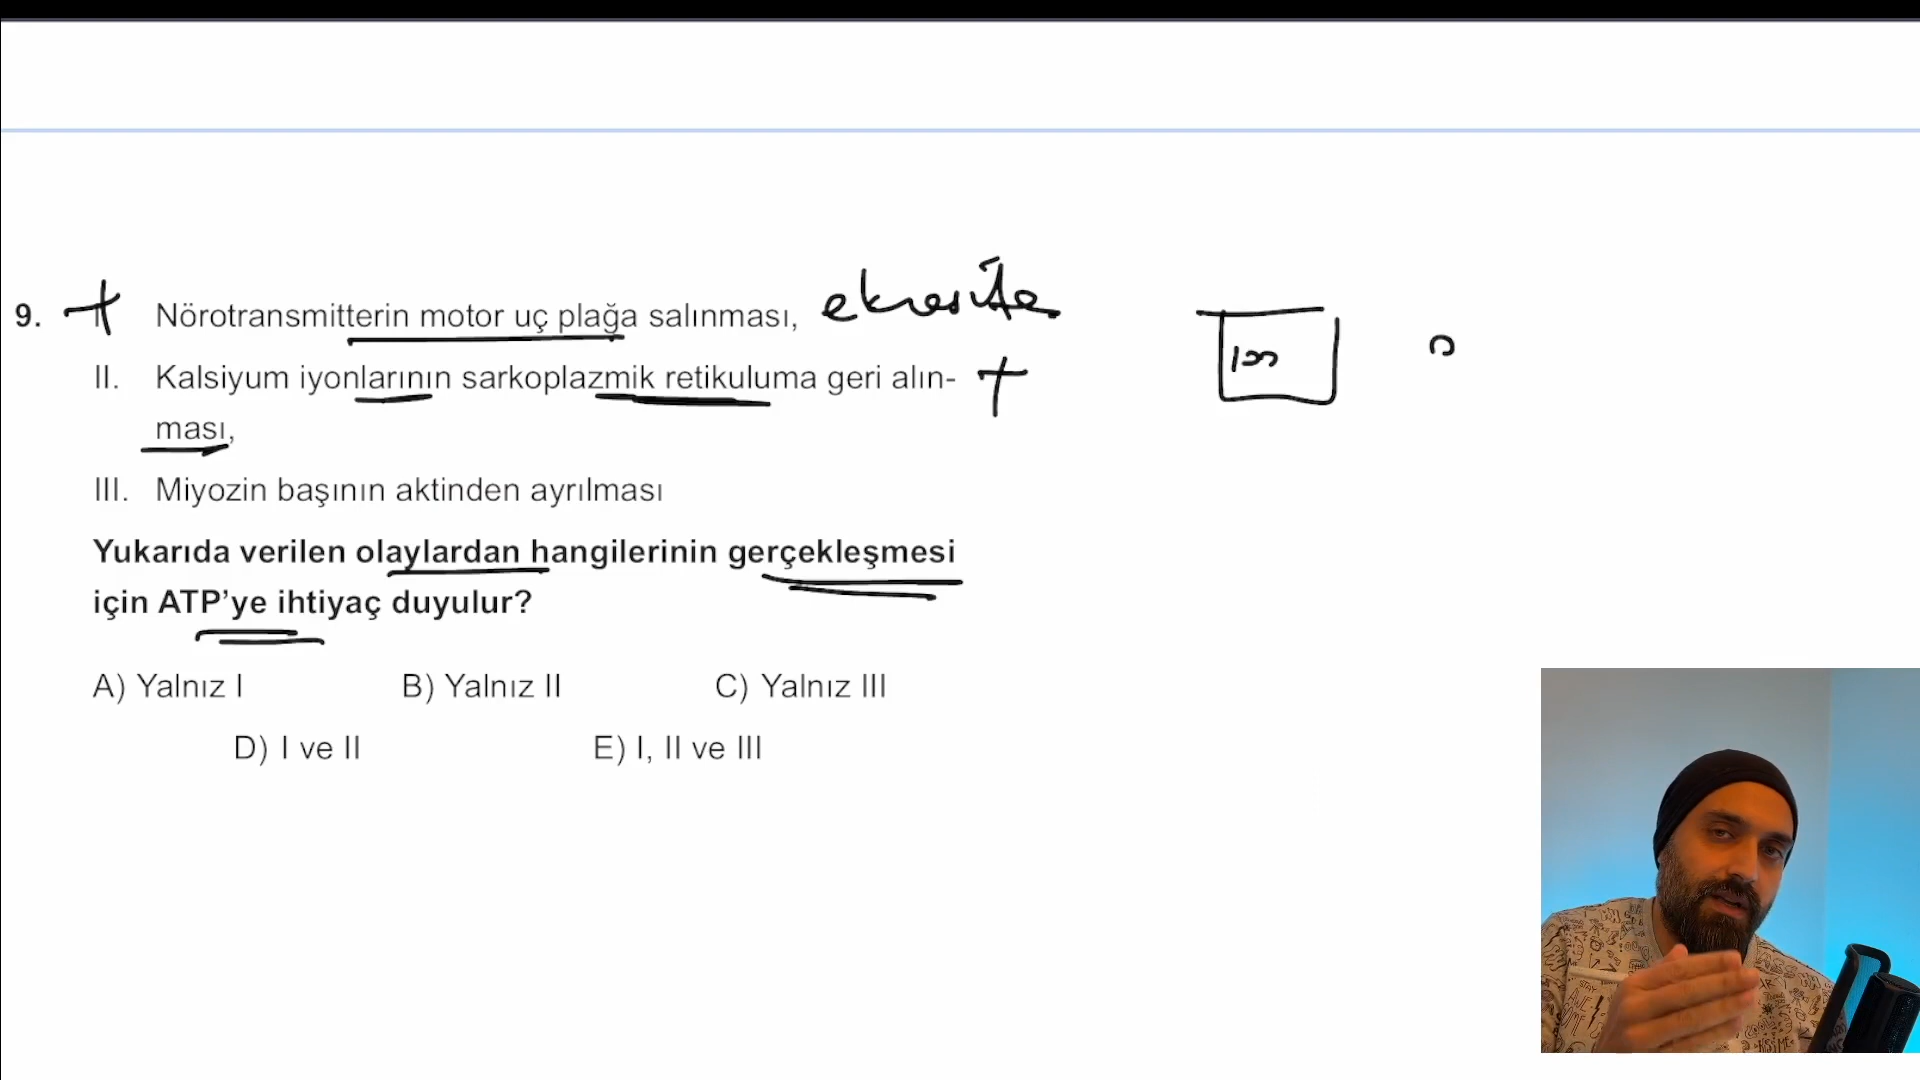 9. I. Nörotransmitterin motor uç plağa salınması, ekzositoz
II. Kalsiyum iyonlarının sarkoplazmik retikuluma geri alın- +
ması,
100
III. Miyozin başının aktinden ayrılması
Yukarıda verilen olaylardan hangilerinin gerçekleşmesi
için ATP’ye ihtiyaç duyulur?
A) Yalnız I B) Yalnız II C) Yalnız III
D) I ve II E) I, II ve III